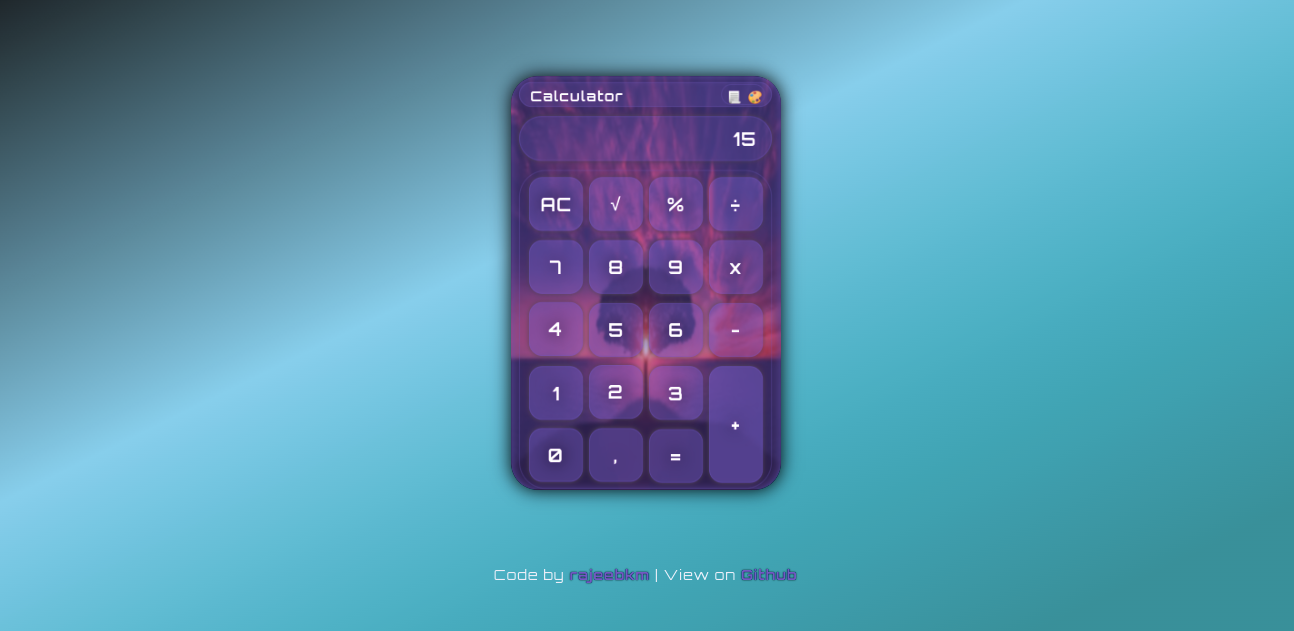 Calculator
15
AC √ % ÷
7 8 9 x
4 5 6 -
1 2 3
+
0 , =
Code by rajeebkm | View on Github